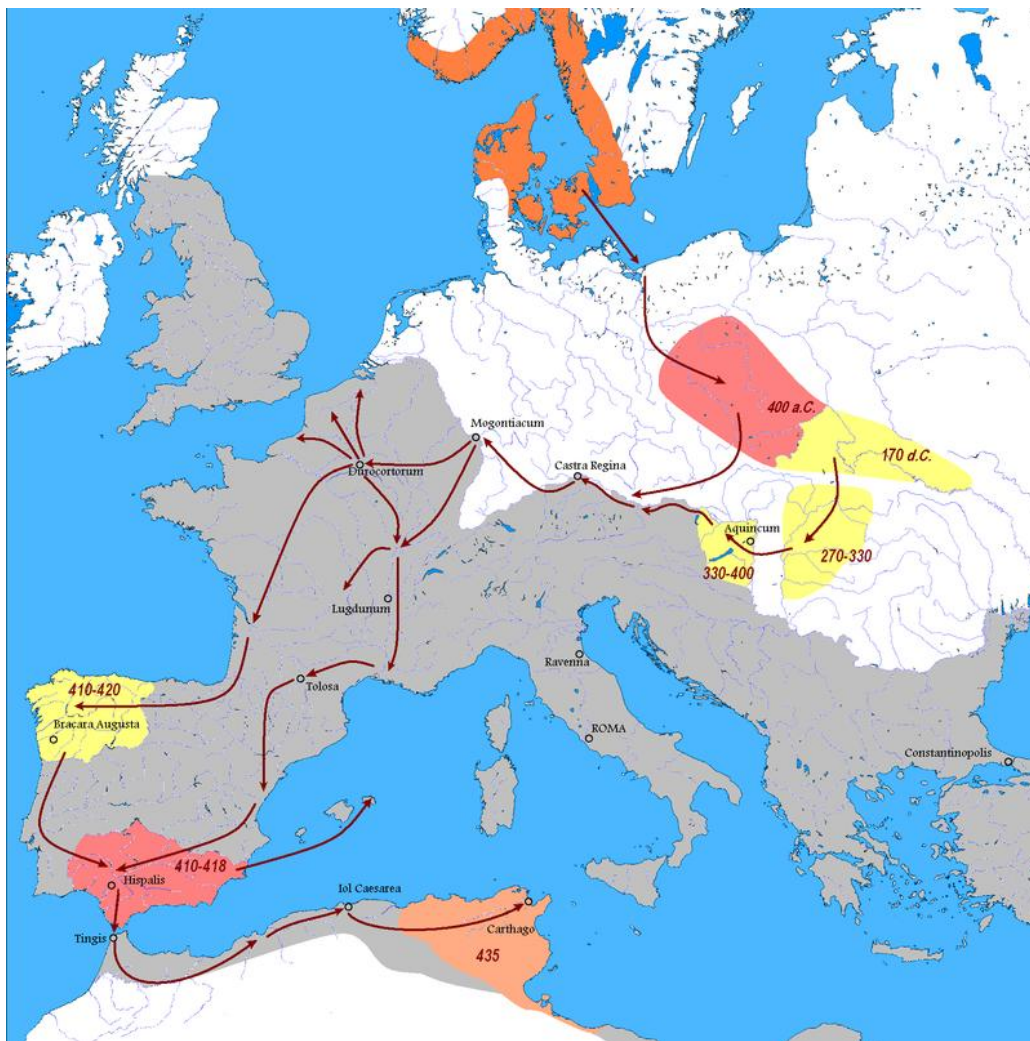 400 a.C.
Mogontiacum
170 d.C.
Durocortorum
Castra Regina
Aquincum
270-330
330-400
Lugdunum
Ravenna
Tolosa
410-420
Bracara Augusta
ROMA
Constantinopolis
410-418
Hispalis
Iol Caesarea
Carthago
Tingis
435